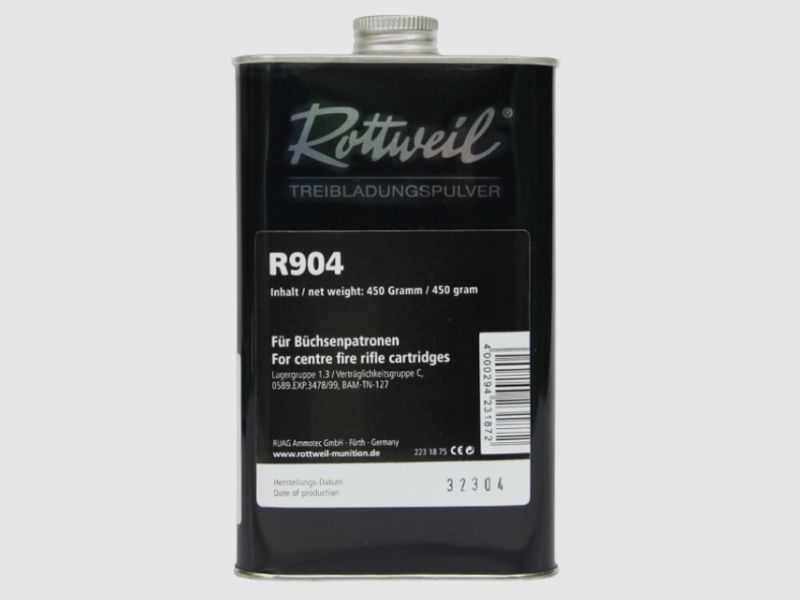 Rottweil®
TREIBLADUNGSPULVER
R904
Inhalt / net weight: 450 Gramm / 450 gram
Für Büchsenpatronen
For centre fire rifle cartridges
Lagergruppe 1.3 / Verträglichkeitsgruppe C,
0589.EXP.3478/99, BAM-TN-127
4 000294 231872
RUAG Ammotec GmbH - Fürth - Germany
www.rottweil-munition.de
223 18 75 CE
Herstellungs-Datum:
Date of production:
32304